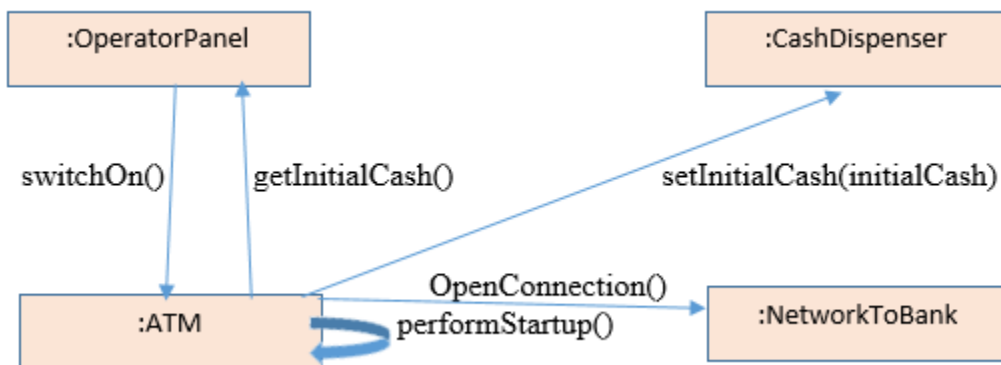 :OperatorPanel
:CashDispenser
switchOn()
getInitialCash()
setInitialCash(initialCash)
OpenConnection()
:ATM
performStartup()
:NetworkToBank